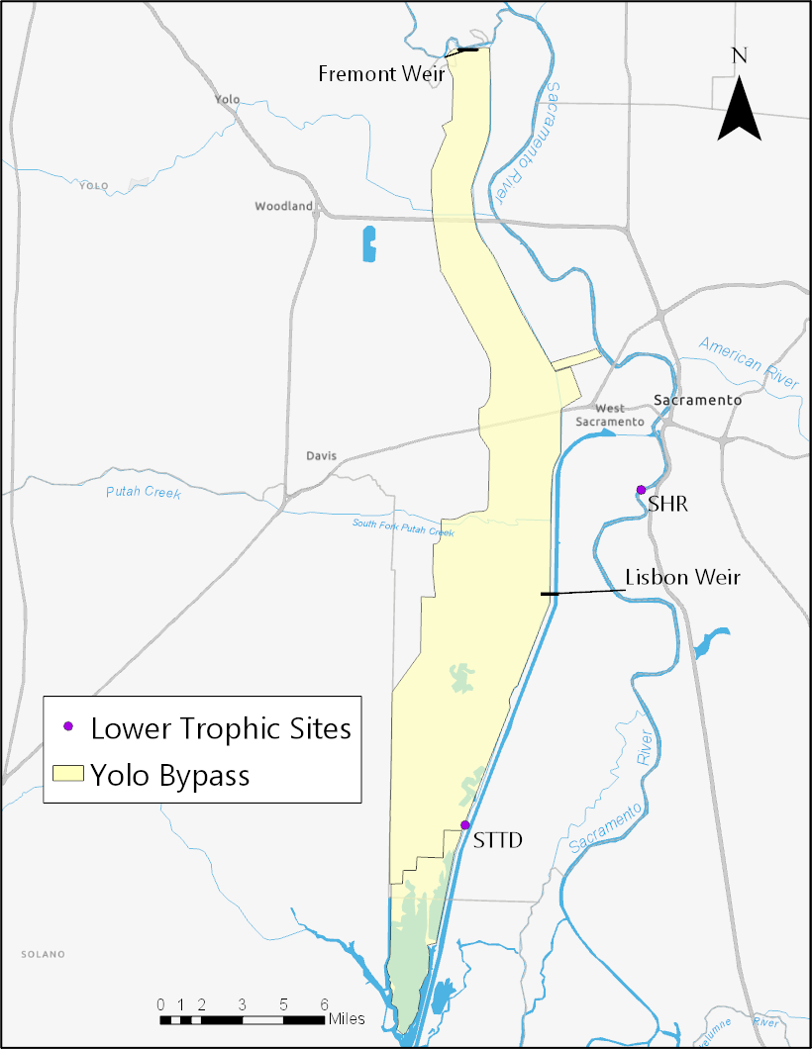 Fremont Weir
N
Yolo
Sacramento River
YOLO
Woodland
American River
Sacramento
West
Sacramento
Davis
Putah Creek
SHR
South Fork Putah Creek
Lisbon Weir
Lower Trophic Sites
Yolo Bypass
Sacramento River
STTD
SOLANO
0 1 2 3 5 6
Miles
River